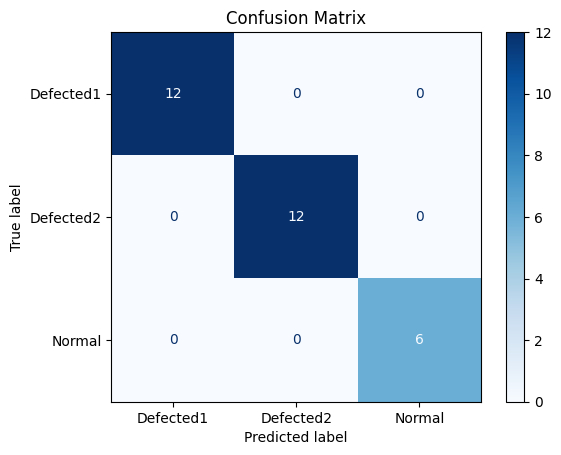 Confusion Matrix
True label
Defected1
12
0
0
Defected2
0
12
0
Normal
0
0
6
Defected1
Defected2
Normal
Predicted label
12
10
8
6
4
2
0